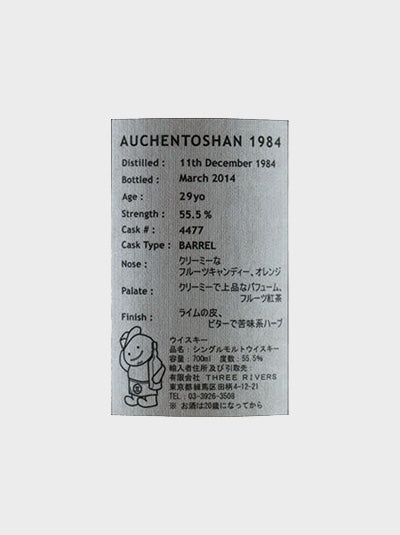 AUCHENTOSHAN 1984
Distilled : 11th December 1984
Bottled : March 2014
Age : 29yo
Strength : 55.5 %
Cask # : 4477
Cask Type : BARREL
Nose : クリーミーな
フルーツキャンディー、オレンジ
Palate : クリーミーで上品なパフューム、
フルーツ紅茶
Finish : ライムの皮、
ビターで苦味系ハーブ
ウイスキー
品名：シングルモルトウイスキー
容量：700ml 度数：55.5%
輸入者住所及び引取先：
有限会社 THREE RIVERS
東京都練馬区田柄4-12-21
TEL: 03-3926-3508
※ お酒は20歳になってから